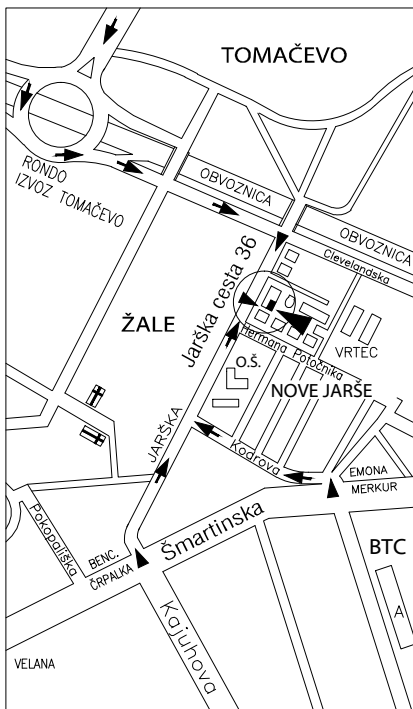 TOMAČEVO
RONDO
IZVOZ TOMAČEVO
OBVOZNICA
OBVOZNICA
Clevelandska
Jarška cesta 36
ŽALE
Hermana Potočnika
VRTEC
O.Š.
NOVE JARŠE
JARŠKA
Kodrova
EMONA
MERKUR
Pokopališka
Šmartinska
BTC
BENC.
ČRPALKA
A
Kajuhova
VELANA